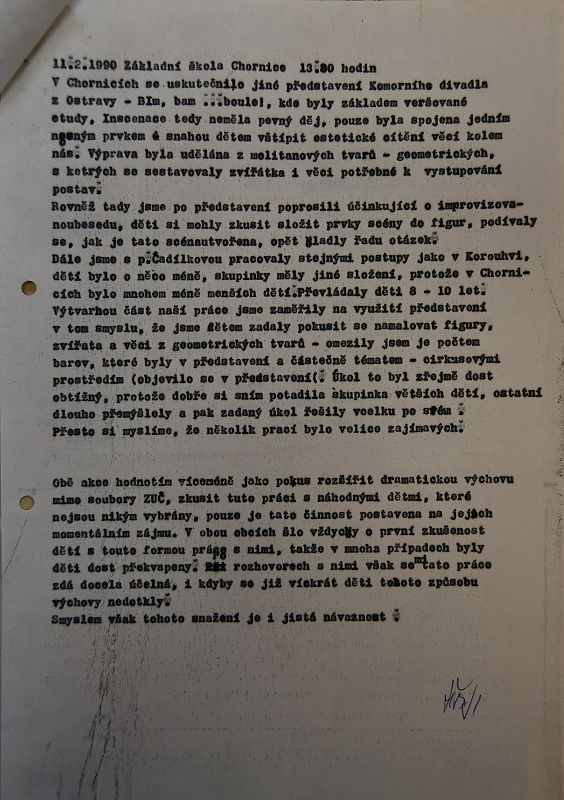 11.2.1990 Základní škola Chornice 13.00 hodin
V Chornicích se uskutečnilo jiné představení Komorního divadla
z Ostravy - BIm, bam ...boule!, kde byly základem veršované
etudy, Inscenace tedy neměla pevný děj, pouze byla spojena jedním
nosným prvkem a snahou dětem vštípit estetické cítění věcí kolem
nás. Výprava byla udělána z molitanových tvarů - geometrických,
s ketrých se sestavovaly zvířátka i věci potřebné k vystupování
postav.
Rovněž tady jsme po představení poprosili účinkující o improvizova-
noubesedu, děti si mohly zkusit složit prvky scény do figur, podívaly
se, jak je tato scénautvořena, opět kladly řadu otázek.
Dále jsme s p.Čadílkovou pracovaly stejnými postupy jako v Korouhvi,
dětí bylo o něco méně, skupinky měly jiné složení, protože v Chorni-
cích bylo mnohem méně menších dětí.Převládaly děti 8 - 10 let.
Výtvarnou část naší práce jsme zaměřily na využití představení
v tom smyslu, že jsme dětem zadaly pokusit se namalovat figury,
zvířata a věci z geometrických tvarů - omezily jsem je počtem
barev, které byly v představení a částečně tématem - cirkusovými
prostředím (objevilo se v představení(. Úkol to byl zřejmě dost
obtížný, protože dobře si sním potadila skupinka větších dětí, ostatní
dlouho přemýšlely a pak zadaný úkol řešily vcelku po svém .
Přesto si myslíme, že několik prací bylo velice zajímavých.
Obě akce hodnotím víceméně jako pokus rozšířit dramatickou výchovu
mimo soubory ZUČ, zkusit tuto práci s náhodnými dětmi, které
nejsou nikým vybrány, pouze je tato činnost postavena na jejich
momentálním zájmu. V obou obcích šlo vždycky o první zkušenost
dětí s touto formou práce s nimi, takže v mnoha případech byly
děti dost překvapeny. rozhovorech s nimi však se mi tato práce
zdá docela účelná, i kdyby se již víckrát děti tohoto způsobu
výchovy nedotkly.
Smyslem však tohoto snažení je i jistá návaznost .